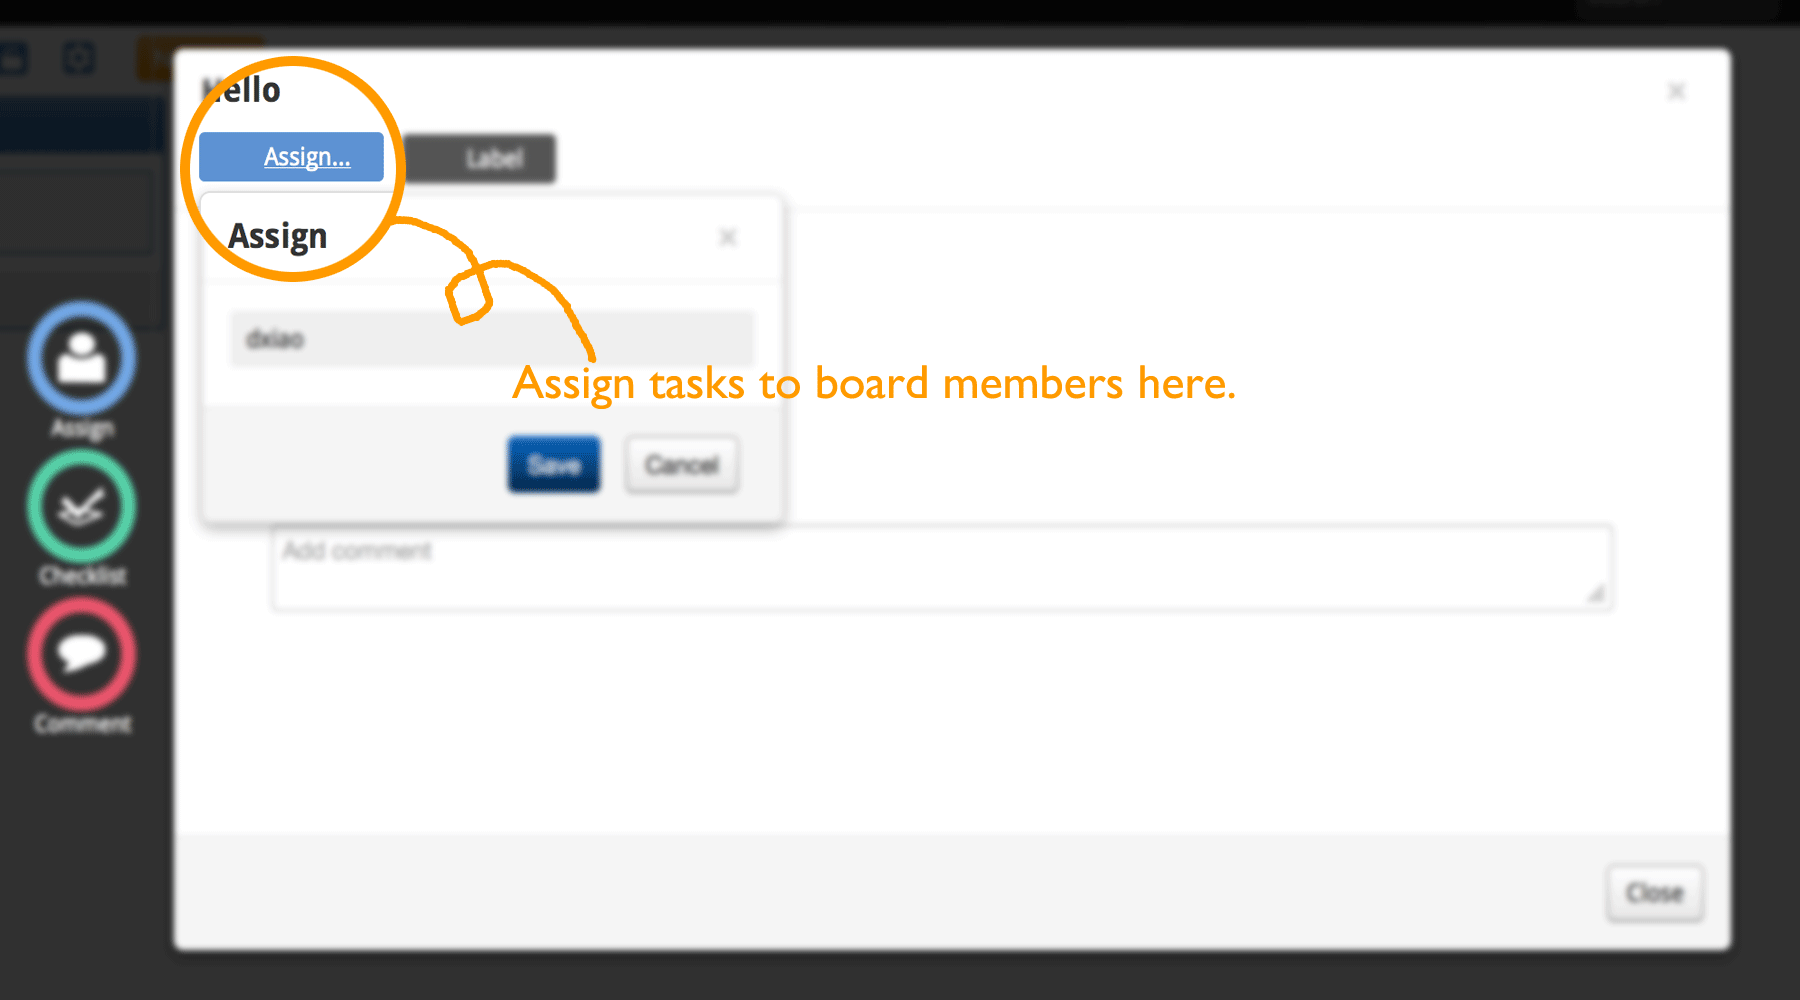 Hello
Assign...
Label
Assign
dxiao
Assign tasks to board members here.
Save
Cancel
Add comment
Assign
Checklist
Comment
Close